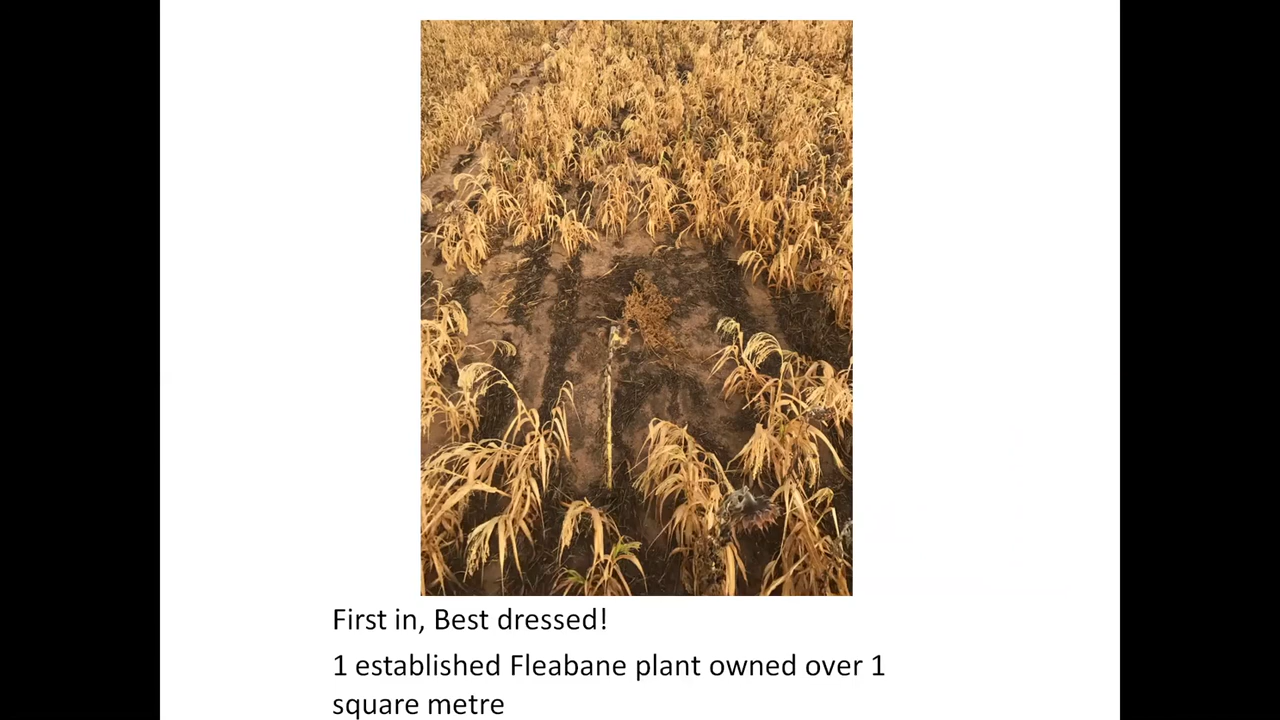 First in, Best dressed!
1 established Fleabane plant owned over 1
square metre